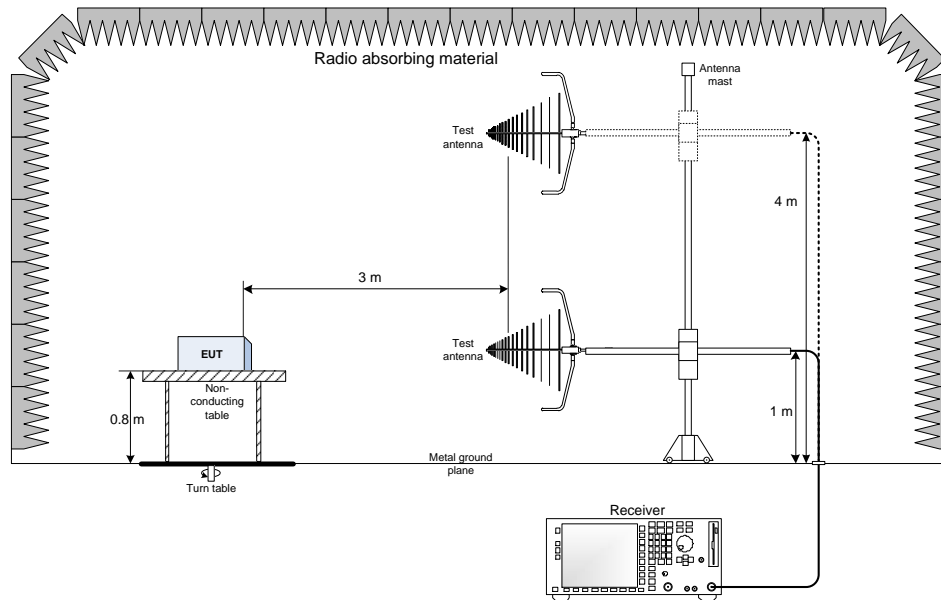 Radio absorbing material
Antenna
mast
Test
antenna
4 m
3 m
EUT
Test
antenna
Non-
conducting
table
0.8 m
1 m
Metal ground
plane
Turn table
Receiver